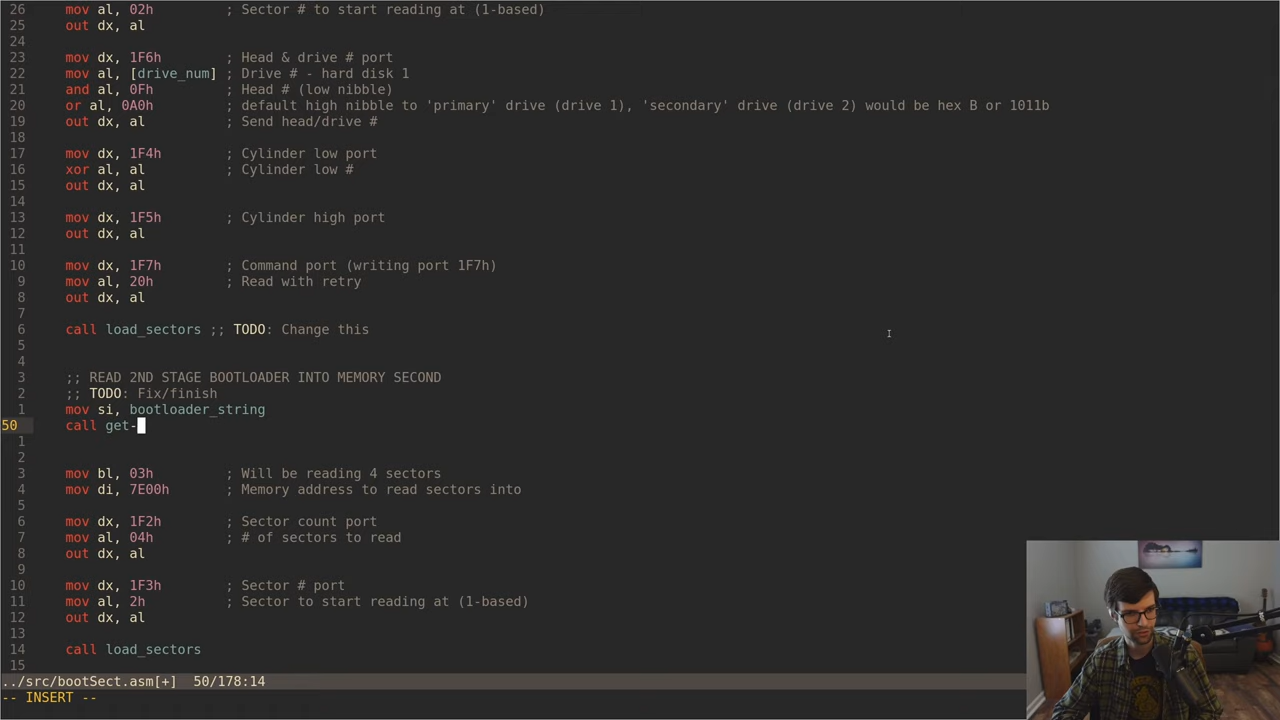 26 mov al, 02h ; Sector # to start reading at (1-based)
25 out dx, al
24
23 mov dx, 1F6h ; Head & drive # port
22 mov al, [drive_num] ; Drive # - hard disk 1
21 and al, 0Fh ; Head # (low nibble)
20 or al, 0A0h ; default high nibble to 'primary' drive (drive 1), 'secondary' drive (drive 2) would be hex B or 1011b
19 out dx, al ; Send head/drive #
18
17 mov dx, 1F4h ; Cylinder low port
16 xor al, al ; Cylinder low #
15 out dx, al
14
13 mov dx, 1F5h ; Cylinder high port
12 out dx, al
11
10 mov dx, 1F7h ; Command port (writing port 1F7h)
9 mov al, 20h ; Read with retry
8 out dx, al
7
6 call load_sectors ;; TODO: Change this
5
4
3 ;; READ 2ND STAGE BOOTLOADER INTO MEMORY SECOND
2 ;; TODO: Fix/finish
1 mov si, bootloader_string
50 call get-
1
2
3 mov bl, 03h ; Will be reading 4 sectors
4 mov di, 7E00h ; Memory address to read sectors into
5
6 mov dx, 1F2h ; Sector count port
7 mov al, 04h ; # of sectors to read
8 out dx, al
9
10 mov dx, 1F3h ; Sector # port
11 mov al, 2h ; Sector to start reading at (1-based)
12 out dx, al
13
14 call load_sectors
15
../src/bootSect.asm[+] 50/178:14
-- INSERT --